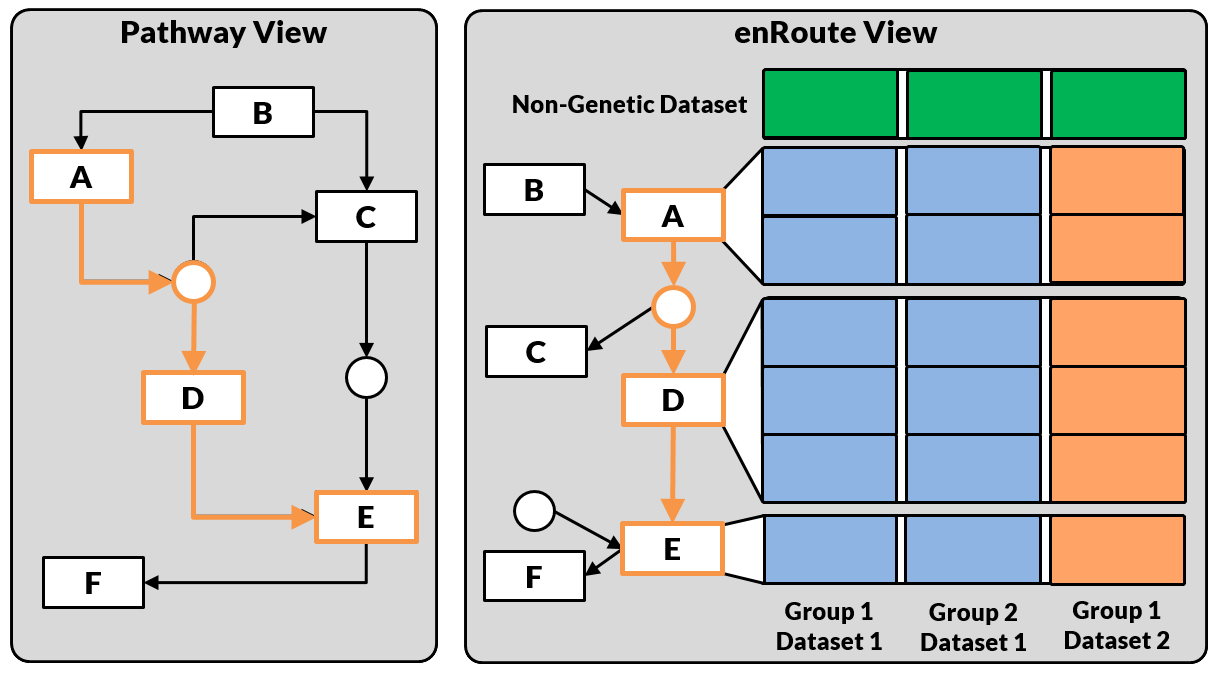 Pathway View
B
A
C
D
E
F
enRoute View
Non-Genetic Dataset
B
A
C
D
E
F
Group 1
Dataset 1
Group 2
Dataset 1
Group 1
Dataset 2